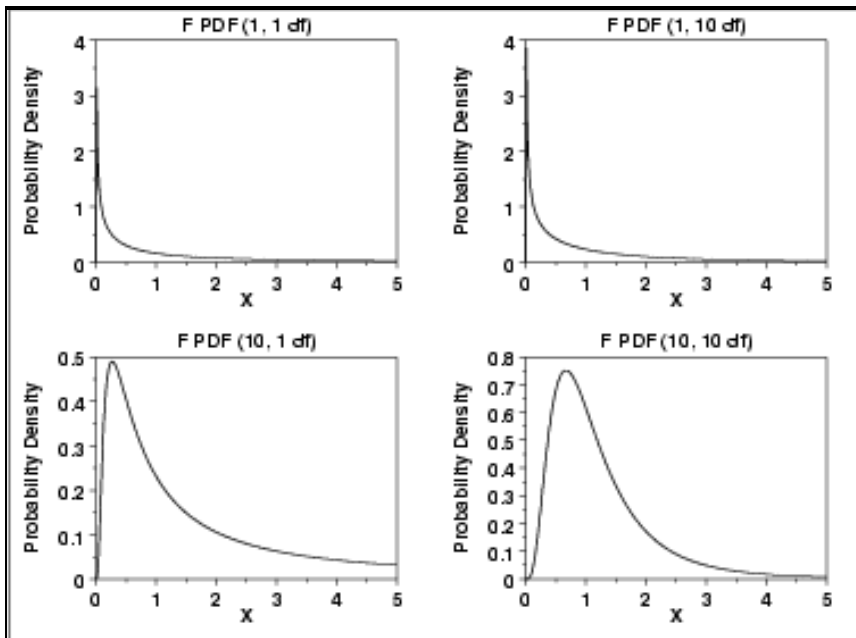 F PDF (1, 1 df)
Probability Density
4
3
2
1
0
0 1 2 3 4 5
X
F PDF (1, 10 df)
Probability Density
4
3
2
1
0
0 1 2 3 4 5
X
F PDF (10, 1 df)
Probability Density
0.5
0.4
0.3
0.2
0.1
0
0 1 2 3 4 5
X
F PDF (10, 10 df)
Probability Density
0.8
0.7
0.6
0.5
0.4
0.3
0.2
0.1
0
0 1 2 3 4 5
X